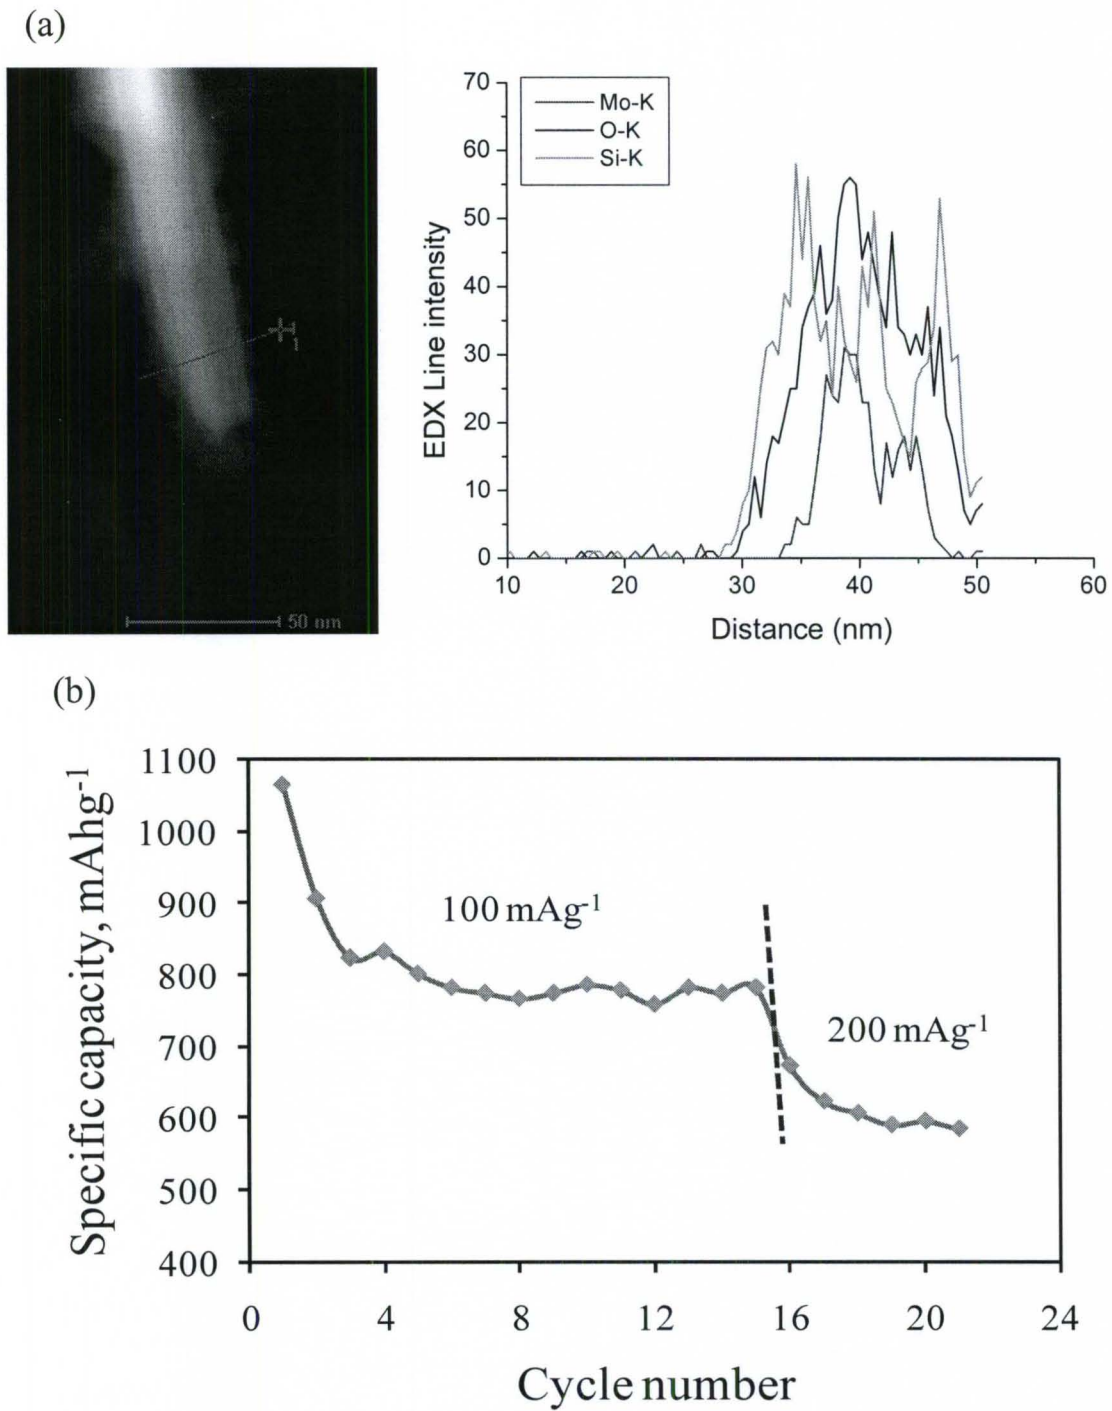 (a)
1
50 nm
70
60
50
40
30
20
10
0
EDX Line intensity
Mo-K
O-K
Si-K
10 20 30 40 50 60
Distance (nm)
(b)
1100
1000
900
800
700
600
500
400
Specific capacity, mAhg⁻¹
100 mAg⁻¹
200 mAg⁻¹
0 4 8 12 16 20 24
Cycle number